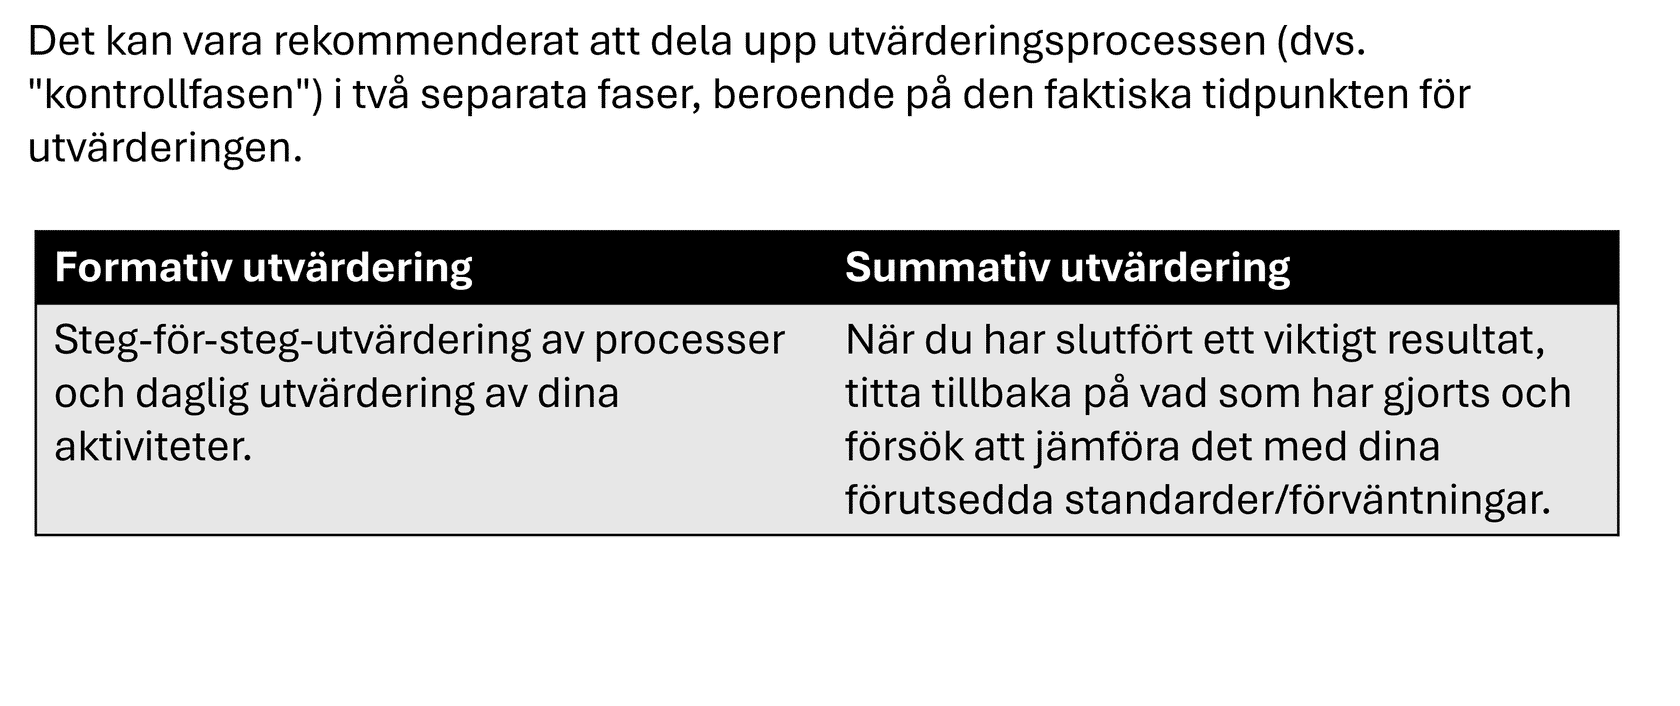 Det kan vara rekommenderat att dela upp utvärderingsprocessen (dvs.
"kontrollfasen") i två separata faser, beroende på den faktiska tidpunkten för
utvärderingen.
Formativ utvärdering
Summativ utvärdering
Steg-för-steg-utvärdering av processer
och daglig utvärdering av dina
aktiviteter.
När du har slutfört ett viktigt resultat,
titta tillbaka på vad som har gjorts och
försök att jämföra det med dina
förutsedda standarder/förväntningar.